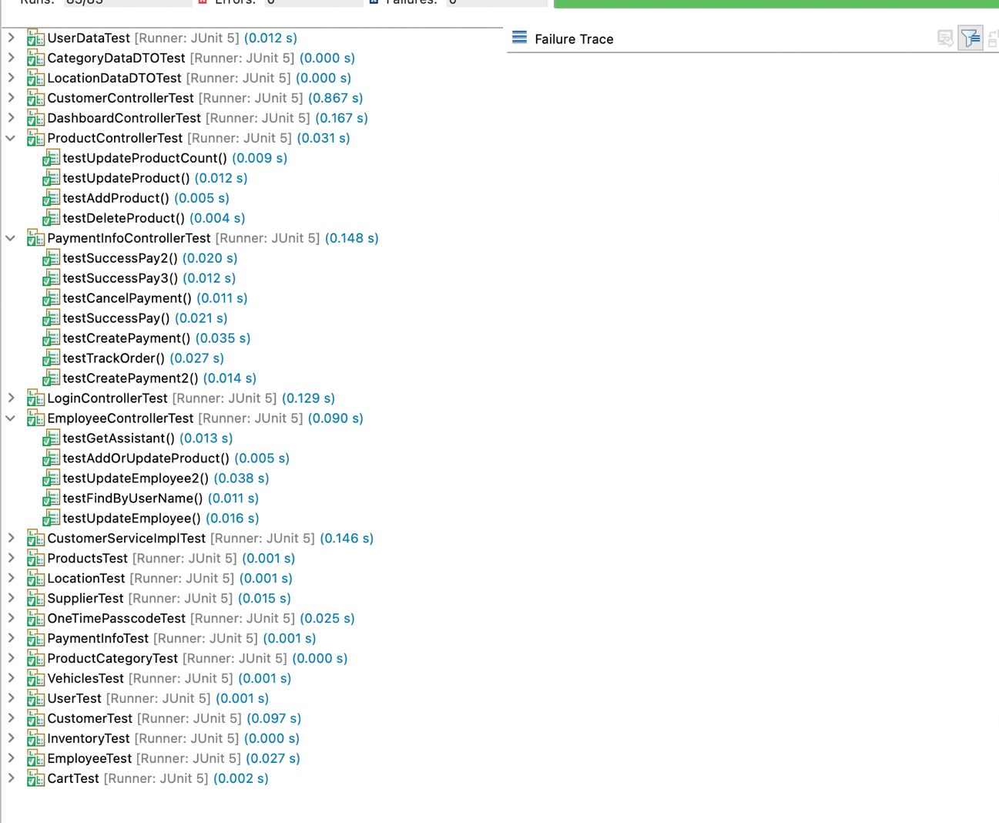 Runs: 83/83 Errors: 0 Failures: 0
UserDataTest [Runner: JUnit 5] (0.012 s)
CategoryDataDTOTest [Runner: JUnit 5] (0.000 s)
LocationDataDTOTest [Runner: JUnit 5] (0.000 s)
CustomerControllerTest [Runner: JUnit 5] (0.867 s)
DashboardControllerTest [Runner: JUnit 5] (0.167 s)
ProductControllerTest [Runner: JUnit 5] (0.031 s)
testUpdateProductCount() (0.009 s)
testUpdateProduct() (0.012 s)
testAddProduct() (0.005 s)
testDeleteProduct() (0.004 s)
PaymentInfoControllerTest [Runner: JUnit 5] (0.148 s)
testSuccessPay2() (0.020 s)
testSuccessPay3() (0.012 s)
testCancelPayment() (0.011 s)
testSuccessPay() (0.021 s)
testCreatePayment() (0.035 s)
testTrackOrder() (0.027 s)
testCreatePayment2() (0.014 s)
LoginControllerTest [Runner: JUnit 5] (0.129 s)
EmployeeControllerTest [Runner: JUnit 5] (0.090 s)
testGetAssistant() (0.013 s)
testAddOrUpdateProduct() (0.005 s)
testUpdateEmployee2() (0.038 s)
testFindByUserName() (0.011 s)
testUpdateEmployee() (0.016 s)
CustomerServiceImplTest [Runner: JUnit 5] (0.146 s)
ProductsTest [Runner: JUnit 5] (0.001 s)
LocationTest [Runner: JUnit 5] (0.001 s)
SupplierTest [Runner: JUnit 5] (0.015 s)
OneTimePasscodeTest [Runner: JUnit 5] (0.025 s)
PaymentInfoTest [Runner: JUnit 5] (0.001 s)
ProductCategoryTest [Runner: JUnit 5] (0.000 s)
VehiclesTest [Runner: JUnit 5] (0.001 s)
UserTest [Runner: JUnit 5] (0.001 s)
CustomerTest [Runner: JUnit 5] (0.097 s)
InventoryTest [Runner: JUnit 5] (0.000 s)
EmployeeTest [Runner: JUnit 5] (0.027 s)
CartTest [Runner: JUnit 5] (0.002 s)
Failure Trace